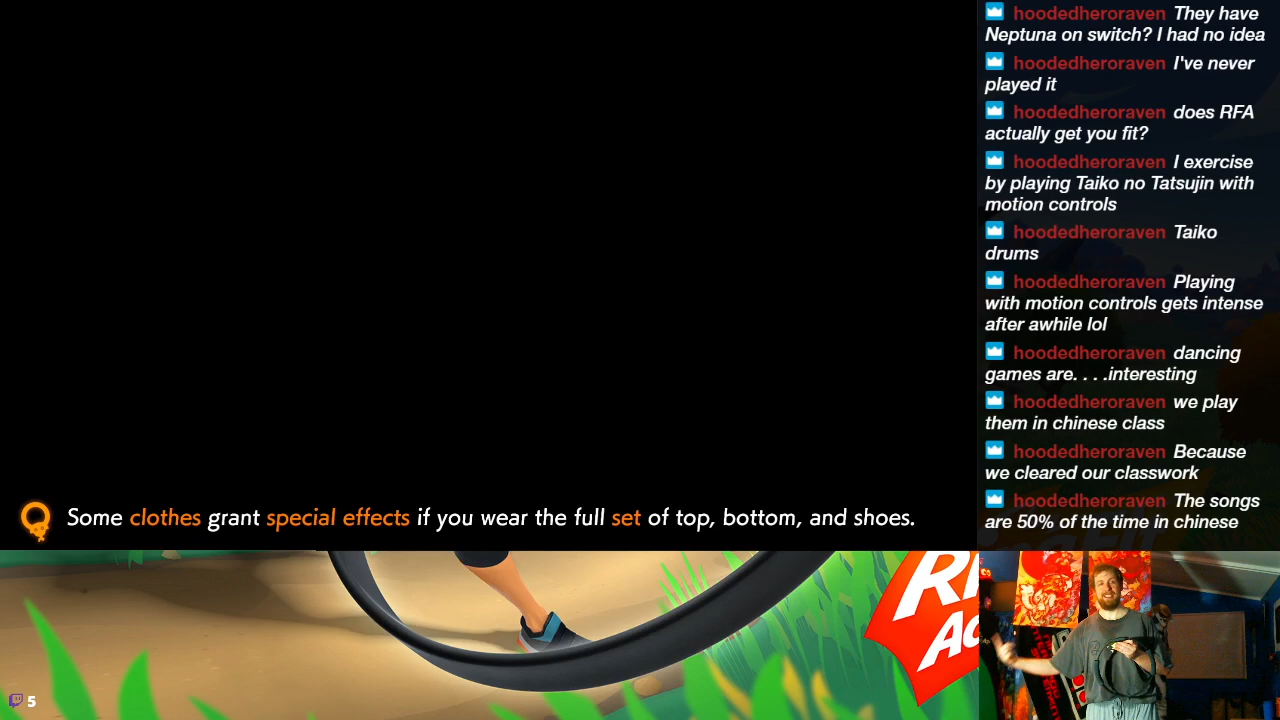 hoodedheroraven They have
Neptuna on switch? I had no idea
hoodedheroraven I've never
played it
hoodedheroraven does RFA
actually get you fit?
hoodedheroraven I exercise
by playing Taiko no Tatsujin with
motion controls
hoodedheroraven Taiko
drums
hoodedheroraven Playing
with motion controls gets intense
after awhile lol
hoodedheroraven dancing
games are. . . .interesting
hoodedheroraven we play
them in chinese class
hoodedheroraven Because
we cleared our classwork
hoodedheroraven The songs
are 50% of the time in chinese
Some clothes grant special effects if you wear the full set of top, bottom, and shoes.
5